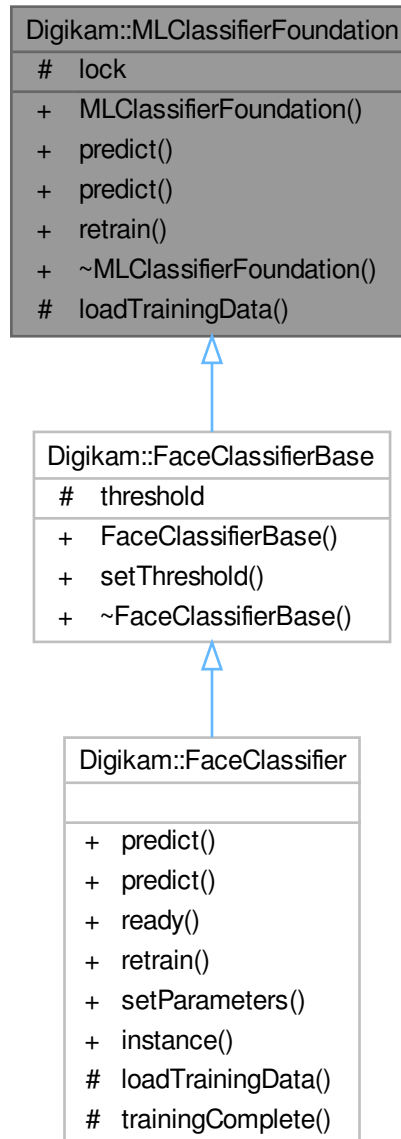 Digikam::MLClassifierFoundation
# lock
+ MLClassifierFoundation()
+ predict()
+ predict()
+ retrain()
+ ~MLClassifierFoundation()
# loadTrainingData()
Digikam::FaceClassifierBase
# threshold
+ FaceClassifierBase()
+ setThreshold()
+ ~FaceClassifierBase()
Digikam::FaceClassifier
+ predict()
+ predict()
+ ready()
+ retrain()
+ setParameters()
+ instance()
# loadTrainingData()
# trainingComplete()